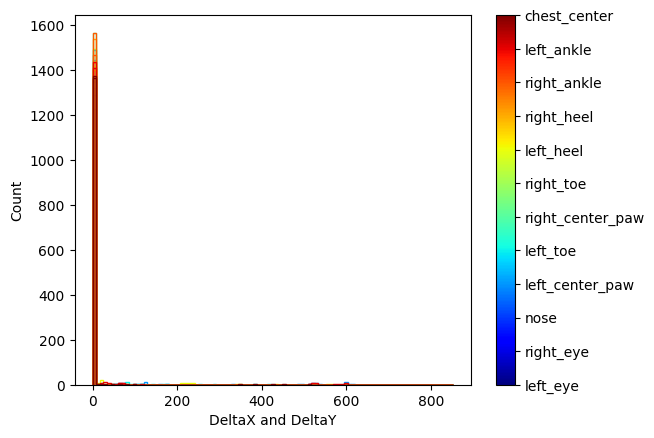 1600
1400
1200
1000
800
600
400
200
0
Count
0 200 400 600 800
DeltaX and DeltaY
chest_center
left_ankle
right_ankle
right_heel
left_heel
right_toe
right_center_paw
left_toe
left_center_paw
nose
right_eye
left_eye